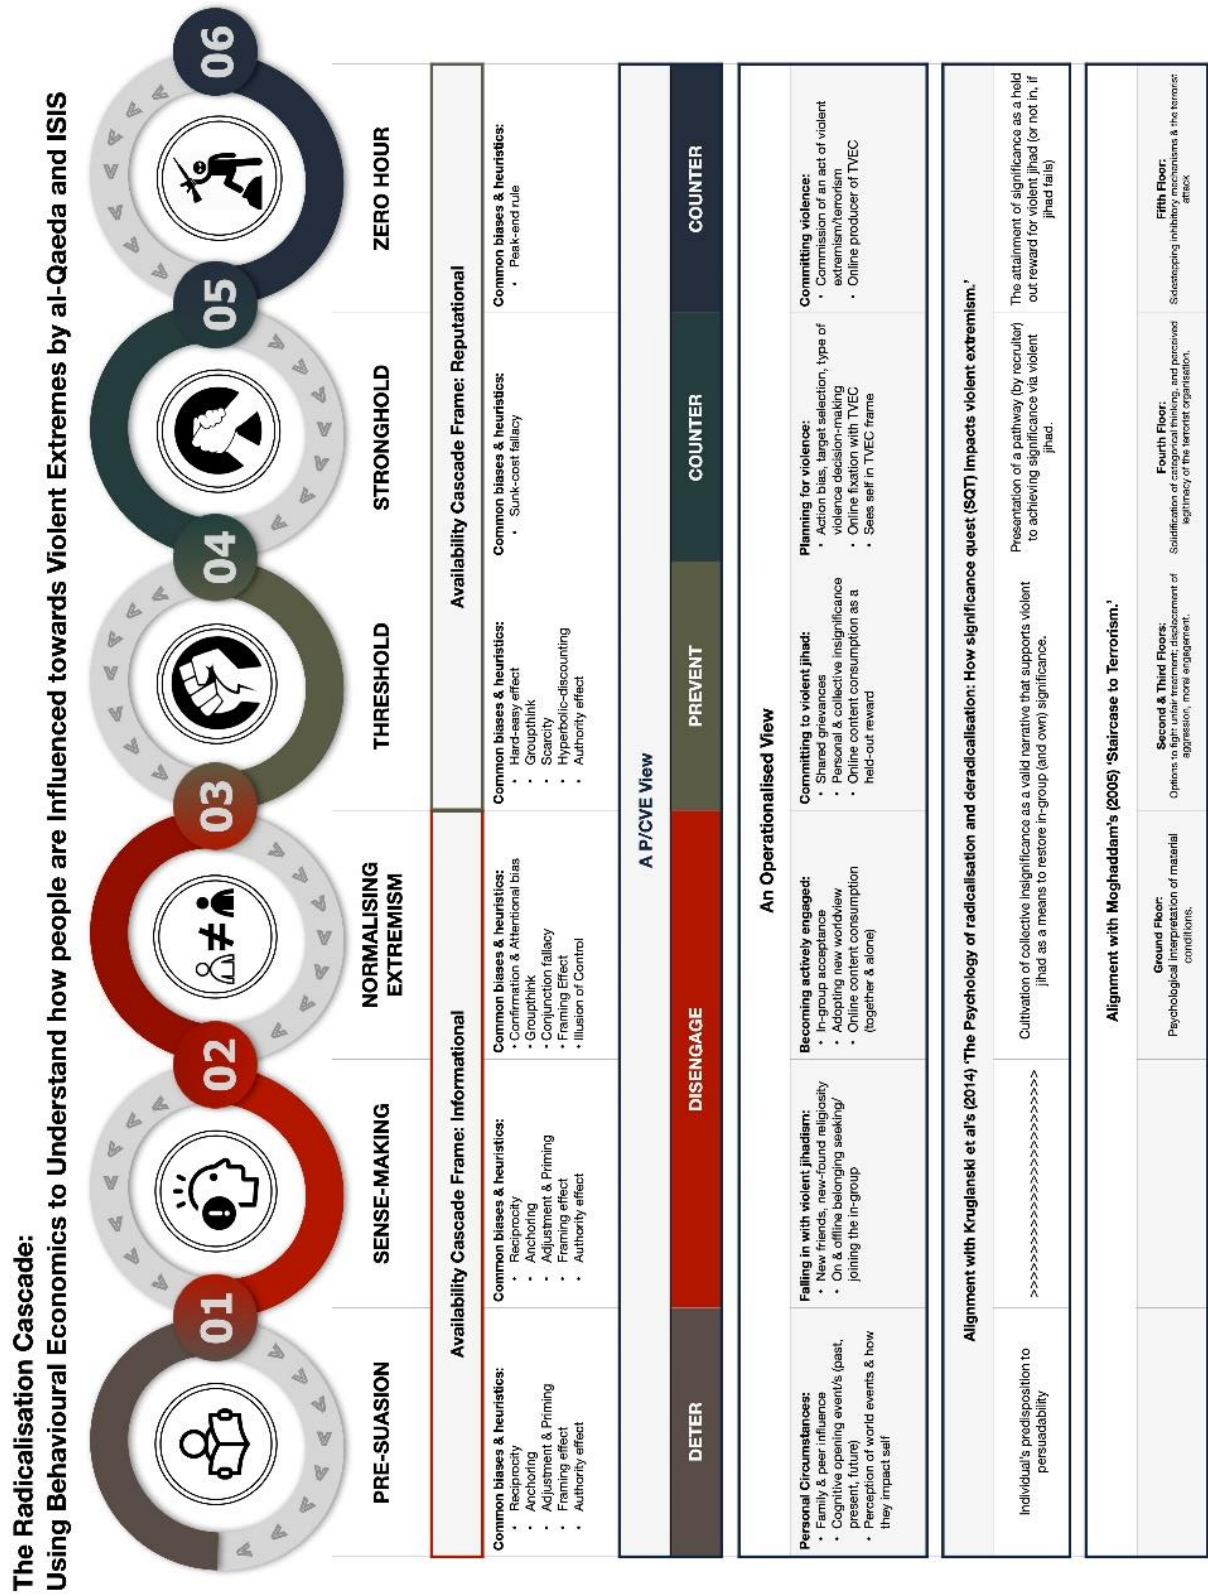 The Radicalisation Cascade:
Using Behavioural Economics to Understand how people are Influenced towards Violent Extremes by al-Qaeda and ISIS
01
02
03
04
05
06
PRE-SUASION
SENSE-MAKING
NORMALISING
EXTREMISM
THRESHOLD
STRONGHOLD
ZERO HOUR
Availability Cascade Frame: Informational
Availability Cascade Frame: Reputational
Common biases & heuristics:
• Reciprocity
• Anchoring
• Adjustment & Priming
• Framing effect
• Authority effect
Common biases & heuristics:
• Reciprocity
• Anchoring
• Adjustment & Priming
• Framing effect
• Authority effect
Common biases & heuristics:
• Confirmation & Attentional bias
• Groupthink
• Conjunction fallacy
• Framing Effect
• Illusion of Control
Common biases & heuristics:
• Hard-easy effect
• Groupthink
• Scarcity
• Hyperbolic-discounting
• Authority effect
Common biases & heuristics:
• Sunk-cost fallacy
Common biases & heuristics:
• Peak-end rule
A P/CVE View
DETER
DISENGAGE
PREVENT
COUNTER
COUNTER
An Operationalised View
Personal Circumstances:
• Family & peer influence
• Cognitive opening event/s (past,
present, future)
• Perception of world events & how
they impact self
Falling in with violent jihadism:
• New friends, new-found religiosity
• On & offline belonging seeking/
joining the in-group
Becoming actively engaged:
• In-group acceptance
• Adopting new worldview
• Online content consumption
(together & alone)
Committing to violent jihad:
• Shared grievances
• Personal & collective insignificance
• Online content consumption as a
held-out reward
Planning for violence:
• Action bias, target selection, type of
violence decision-making
• Online fixation with TVEC
• Sees self in TVEC frame
Committing violence:
• Commission of an act of violent
extremism/terrorism
• Online producer of TVEC
Alignment with Kruglanski et al's (2014) 'The Psychology of radicalisation and deradicalisation: How significance quest (SQT) impacts violent extremism.'
Individual's predisposition to
persuadability
>>>>>>>>>>>>>>>>>>>>>>>>>>>>>
Cultivation of collective insignificance as a valid narrative that supports violent
jihad as a means to restore in-group (and own) significance.
Presentation of a pathway (by recruiter)
to achieving significance via violent
jihad.
The attainment of significance as a held
out reward for violent jihad (or not in, if
jihad fails)
Alignment with Moghaddam's (2005) 'Staircase to Terrorism.'
Ground Floor:
Psychological interpretation of material
conditions.
Second & Third Floors:
Options to fight unfair treatment; displacement of
aggression, moral engagement.
Fourth Floor:
Solidification of categorical thinking, and perceived
legitimacy of the terrorist organisation.
Fifth Floor:
Sidestepping inhibitory mechanisms & the terrorist
attack